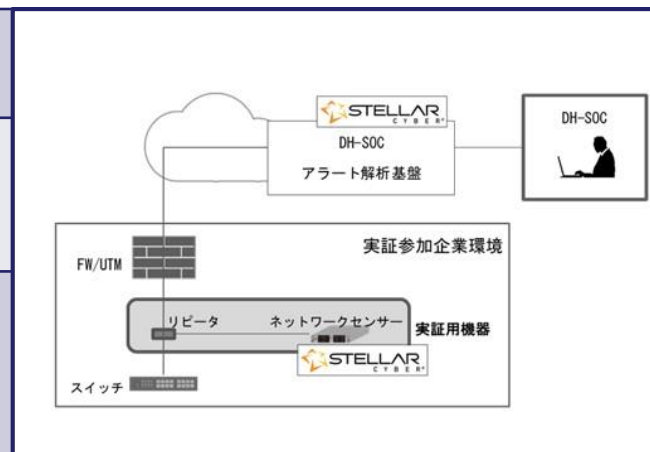 STELLAR
CYBER®
DH-SOC
アラート解析基盤
DH-SOC
実証参加企業環境
FW/UTM
リピータ
ネットワークセンサー
実証用機器
STELLAR
CYBER®
スイッチ